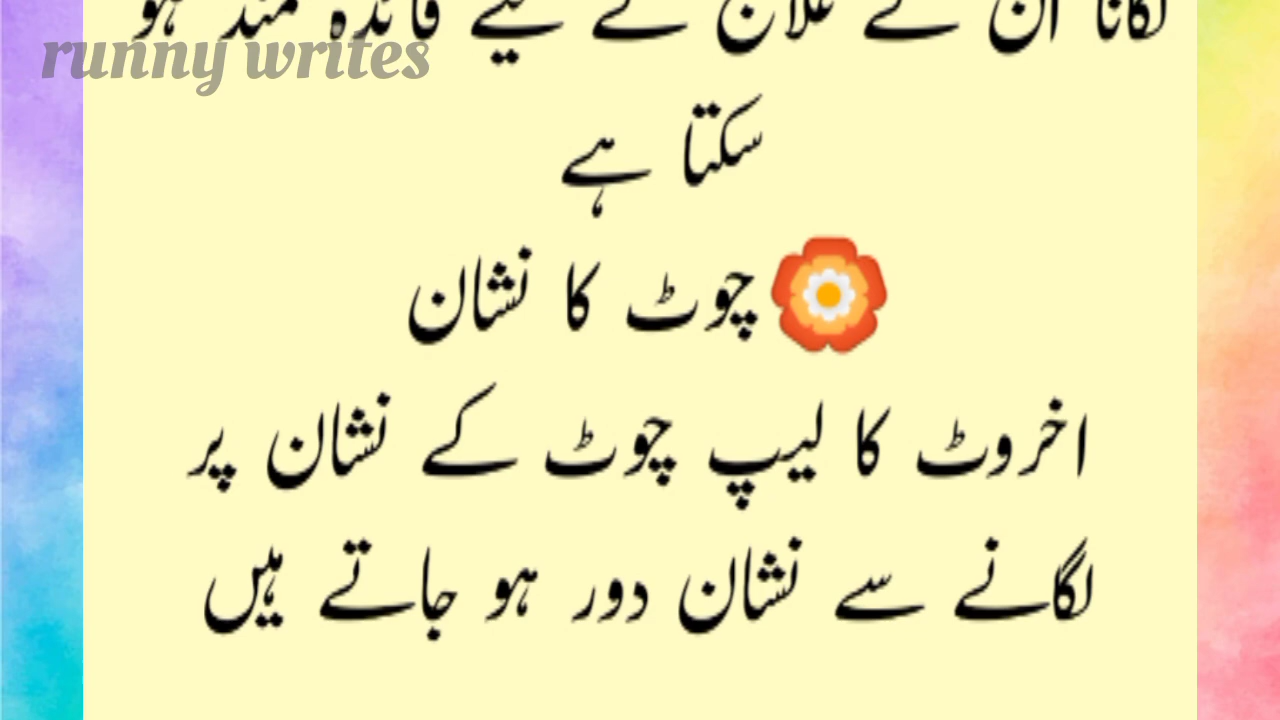 لگانا ان کے علاج کے لیے فائدہ مند ہو
runny writes
سکتا ہے
چوٹ کا نشان
اخروٹ کا لیپ چوٹ کے نشان پر
لگانے سے نشان دور ہو جاتے ہیں